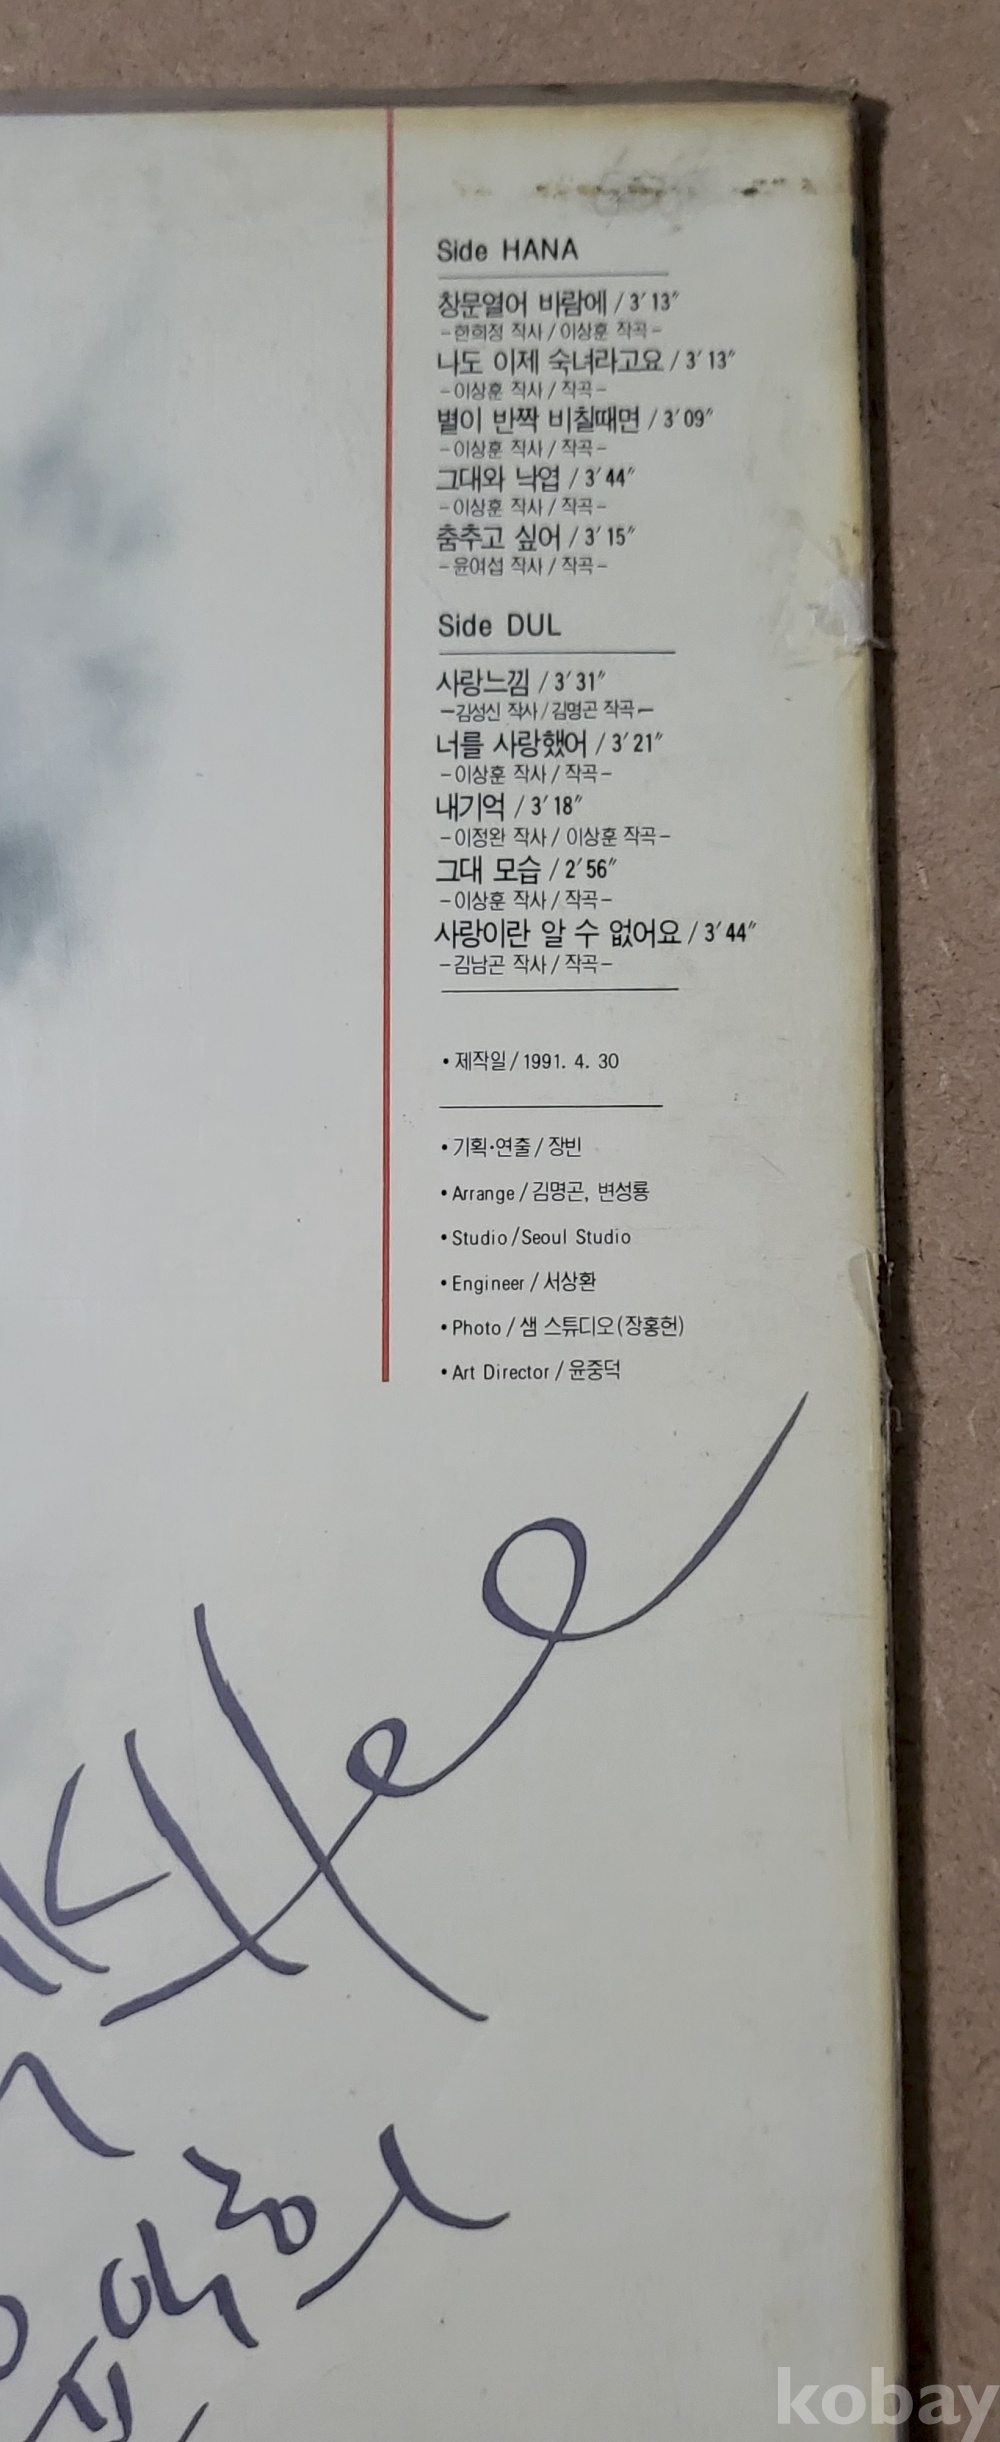 Side HANA
창문열어 바람에 / 3′ 13″
- 한희정 작사 / 이상훈 작곡 -
나도 이제 숙녀라고요 / 3′ 13″
- 이상훈 작사 / 작곡 -
별이 반짝 비칠때면 / 3′ 09″
- 이상훈 작사 / 작곡 -
그대와 낙엽 / 3′ 44″
- 이상훈 작사 / 작곡 -
춤추고 싶어 / 3′ 15″
- 윤여섭 작사 / 작곡 -
Side DUL
사랑느낌 / 3′ 31″
- 김성신 작사 / 김명곤 작곡 -
너를 사랑했어 / 3′ 21″
- 이상훈 작사 / 작곡 -
내기억 / 3′ 18″
- 이정완 작사 / 이상훈 작곡 -
그대 모습 / 2′ 56″
- 이상훈 작사 / 작곡 -
사랑이란 알 수 없어요 / 3′ 44″
- 김남곤 작사 / 작곡 -
• 제작일 / 1991. 4. 30
• 기획·연출 / 장빈
• Arrange / 김명곤, 변성룡
• Studio / Seoul Studio
• Engineer / 서상환
• Photo / 샘 스튜디오(장홍헌)
• Art Director / 윤중덕
kobay